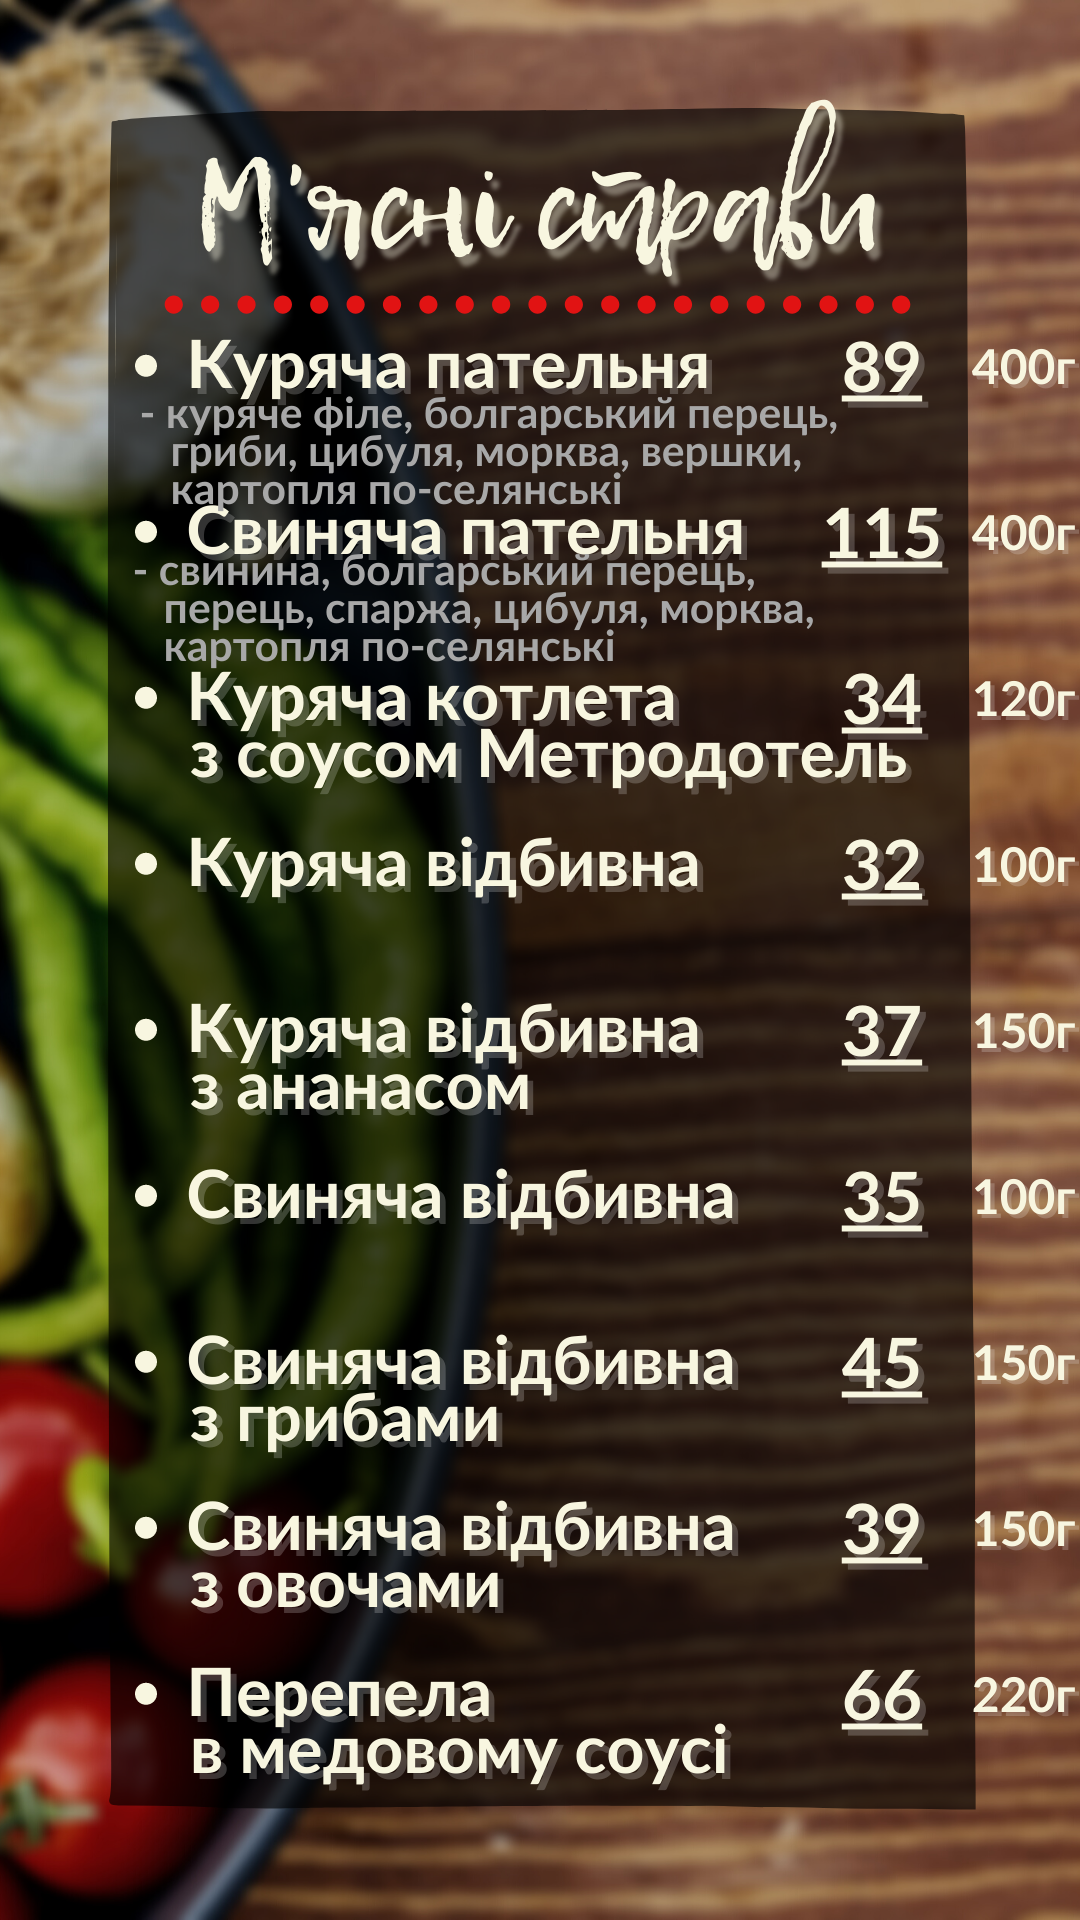 М'ясні страви
• Куряча пательня 89 400г
- куряче філе, болгарський перець,
гриби, цибуля, морква, вершки,
картопля по-селянські
• Свиняча пательня 115 400г
- свинина, болгарський перець,
перець, спаржа, цибуля, морква,
картопля по-селянські
• Куряча котлета 34 120г
з соусом Метродотель
• Куряча відбивна 32 100г
• Куряча відбивна 37 150г
з ананасом
• Свиняча відбивна 35 100г
• Свиняча відбивна 45 150г
з грибами
• Свиняча відбивна 39 150г
з овочами
• Перепела 66 220г
в медовому соусі